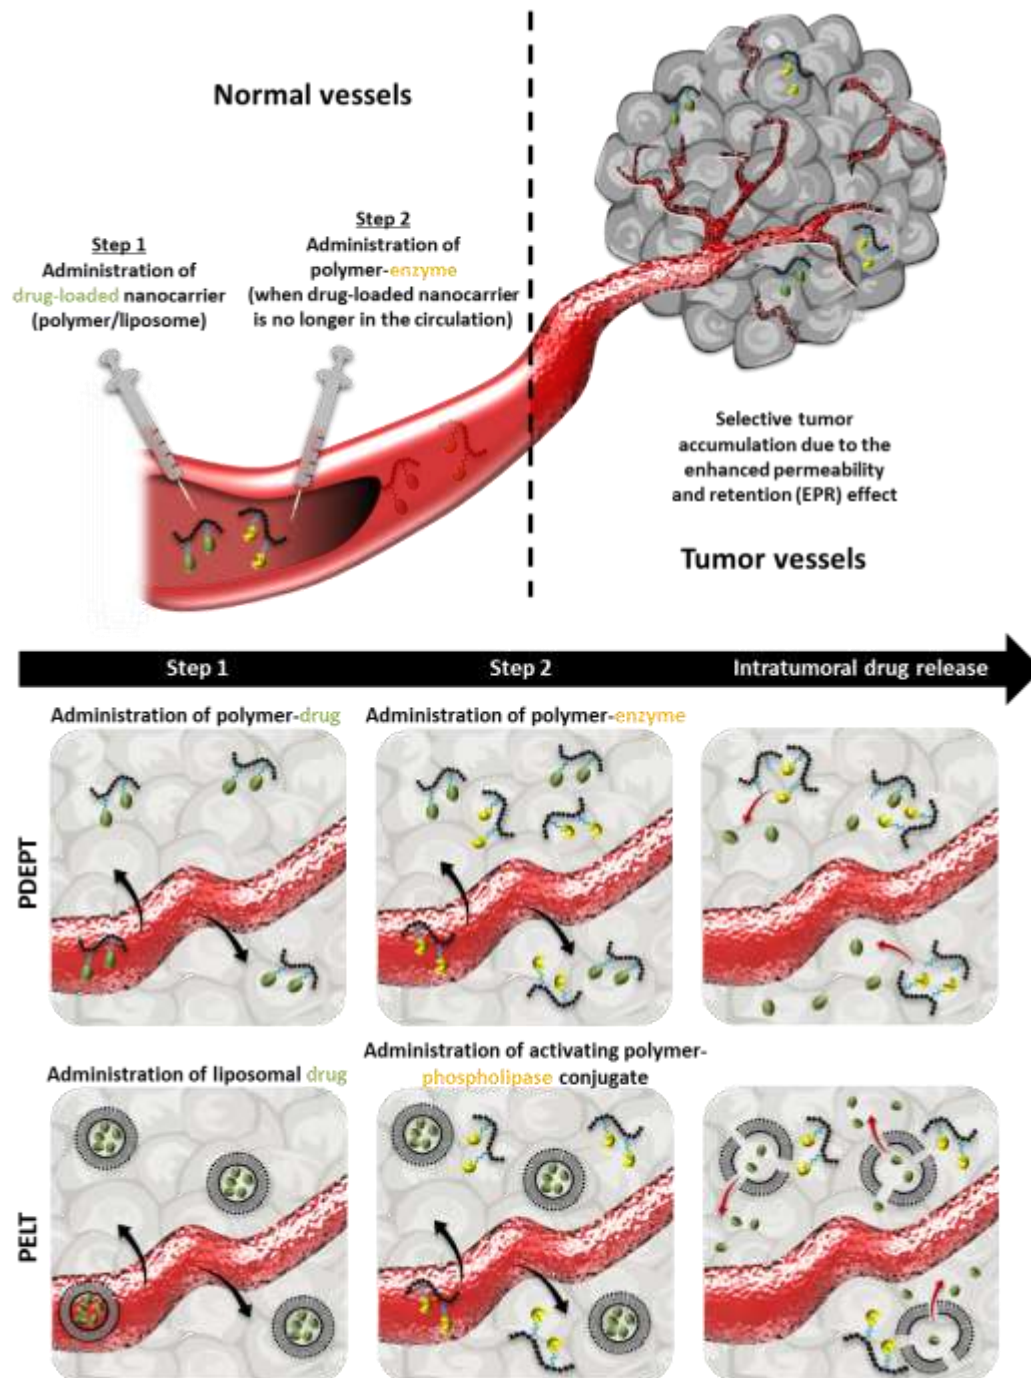 Normal vessels
Step 1
Administration of
drug-loaded nanocarrier
(polymer/liposome)
Step 2
Administration of
polymer-enzyme
(when drug-loaded nanocarrier
is no longer in the circulation)
Selective tumor
accumulation due to the
enhanced permeability
and retention (EPR) effect
Tumor vessels
Step 1
Step 2
Intratumoral drug release
PDEPT
Administration of polymer-drug
Administration of polymer-enzyme
PELT
Administration of liposomal drug
Administration of activating polymer-
phospholipase conjugate